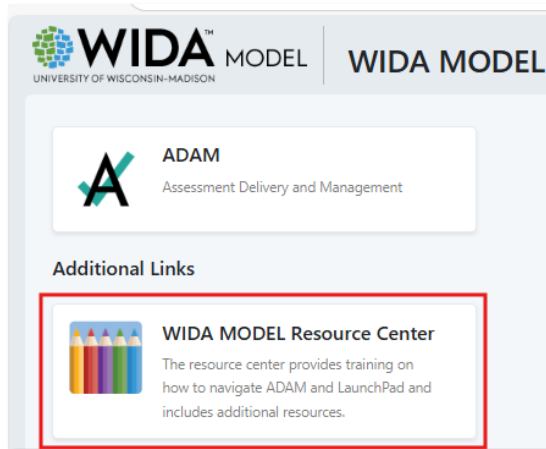 WIDA™ MODEL
UNIVERSITY OF WISCONSIN–MADISON
WIDA MODEL
ADAM
Assessment Delivery and Management
Additional Links
WIDA MODEL Resource Center
The resource center provides training on
how to navigate ADAM and LaunchPad and
includes additional resources.